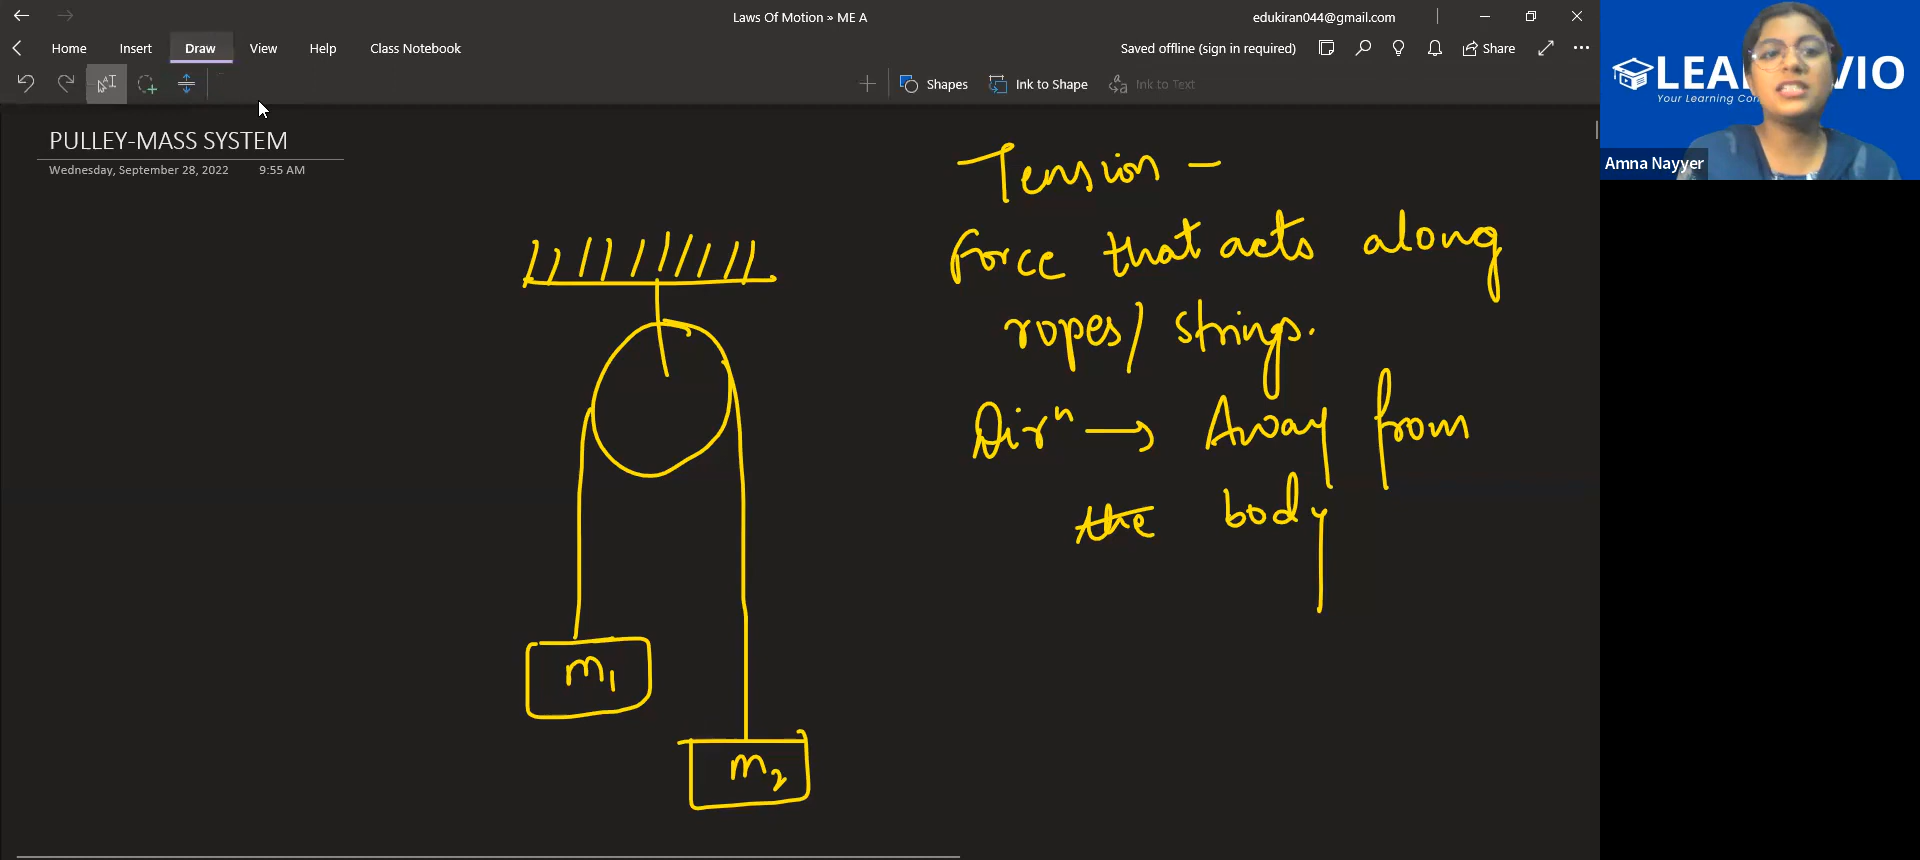 Laws Of Motion » ME A
edukiran044@gmail.com
Home Insert Draw View Help Class Notebook
Saved offline (sign in required) Share
Shapes Ink to Shape Ink to Text
PULLEY-MASS SYSTEM
Wednesday, September 28, 2022 9:55 AM
Tension –
Force that acts along
ropes/ strings.
Dirⁿ → Away from
the body
m₁
m₂
Your Learning
Amna Nayyer